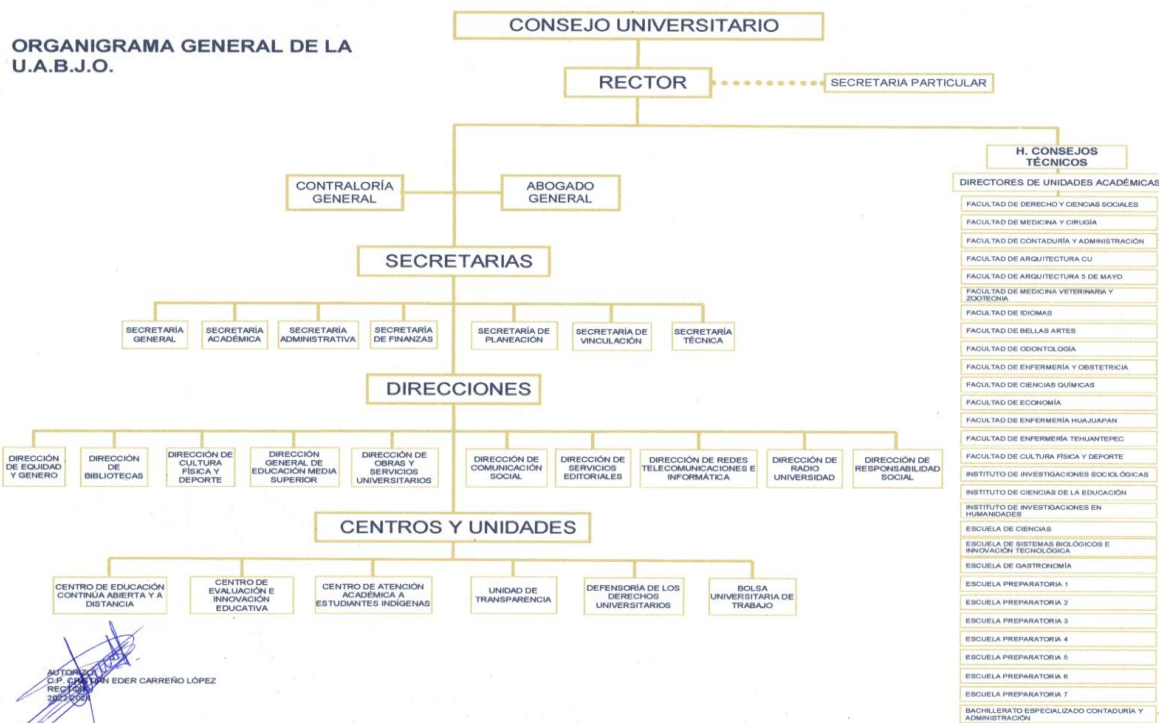 ORGANIGRAMA GENERAL DE LA
U.A.B.J.O.
CONSEJO UNIVERSITARIO
RECTOR
SECRETARIA PARTICULAR
CONTRALORÍA
GENERAL
ABOGADO
GENERAL
SECRETARIAS
SECRETARÍA
GENERAL
SECRETARÍA
ACADÉMICA
SECRETARÍA
ADMINISTRATIVA
SECRETARÍA
DE FINANZAS
SECRETARÍA DE
PLANEACIÓN
SECRETARÍA DE
VINCULACIÓN
SECRETARÍA
TÉCNICA
DIRECCIONES
DIRECCIÓN
DE EQUIDAD
Y GENERO
DIRECCIÓN
DE
BIBLIOTECAS
DIRECCIÓN DE
CULTURA
FÍSICA Y
DEPORTE
DIRECCIÓN
GENERAL DE
EDUCACIÓN MEDIA
SUPERIOR
DIRECCIÓN DE
OBRAS Y
SERVICIOS
UNIVERSITARIOS
DIRECCIÓN DE
COMUNICACIÓN
SOCIAL
DIRECCIÓN DE
SERVICIOS
EDITORIALES
DIRECCIÓN DE REDES
TELECOMUNICACIONES E
INFORMÁTICA
DIRECCIÓN DE
RADIO
UNIVERSIDAD
DIRECCIÓN DE
RESPONSABILIDAD
SOCIAL
CENTROS Y UNIDADES
CENTRO DE EDUCACIÓN
CONTINÚA ABIERTA Y A
DISTANCIA
CENTRO DE
EVALUACIÓN E
INNOVACIÓN
EDUCATIVA
CENTRO DE ATENCIÓN
ACADÉMICA A
ESTUDIANTES INDÍGENAS
UNIDAD DE
TRANSPARENCIA
DEFENSORÍA DE LOS
DERECHOS
UNIVERSITARIOS
BOLSA
UNIVERSITARIA DE
TRABAJO
H. CONSEJOS
TÉCNICOS
DIRECTORES DE UNIDADES ACADÉMICAS
FACULTAD DE DERECHO Y CIENCIAS SOCIALES
FACULTAD DE MEDICINA Y CIRUGÍA
FACULTAD DE CONTADURÍA Y ADMINISTRACIÓN
FACULTAD DE ARQUITECTURA CU
FACULTAD DE ARQUITECTURA 5 DE MAYO
FACULTAD DE MEDICINA VETERINARIA Y
ZOOTECNIA
FACULTAD DE IDIOMAS
FACULTAD DE BELLAS ARTES
FACULTAD DE ODONTOLOGÍA
FACULTAD DE ENFERMERÍA Y OBSTETRICIA
FACULTAD DE CIENCIAS QUÍMICAS
FACULTAD DE ECONOMÍA
FACULTAD DE ENFERMERÍA HUAJUAPAN
FACULTAD DE ENFERMERÍA TEHUANTEPEC
FACULTAD DE CULTURA FÍSICA Y DEPORTE
INSTITUTO DE INVESTIGACIONES SOCIOLÓGICAS
INSTITUTO DE CIENCIAS DE LA EDUCACIÓN
INSTITUTO DE INVESTIGACIONES EN
HUMANIDADES
ESCUELA DE CIENCIAS
ESCUELA DE SISTEMAS BIOLÓGICOS E
INNOVACIÓN TECNOLÓGICA
ESCUELA DE GASTRONOMÍA
ESCUELA PREPARATORIA 1
ESCUELA PREPARATORIA 2
ESCUELA PREPARATORIA 3
ESCUELA PREPARATORIA 4
ESCUELA PREPARATORIA 5
ESCUELA PREPARATORIA 6
ESCUELA PREPARATORIA 7
BACHILLERATO ESPECIALIZADO CONTADURÍA Y
ADMINISTRACIÓN
C.P. EDER CARREÑO LÓPEZ
RECTOR